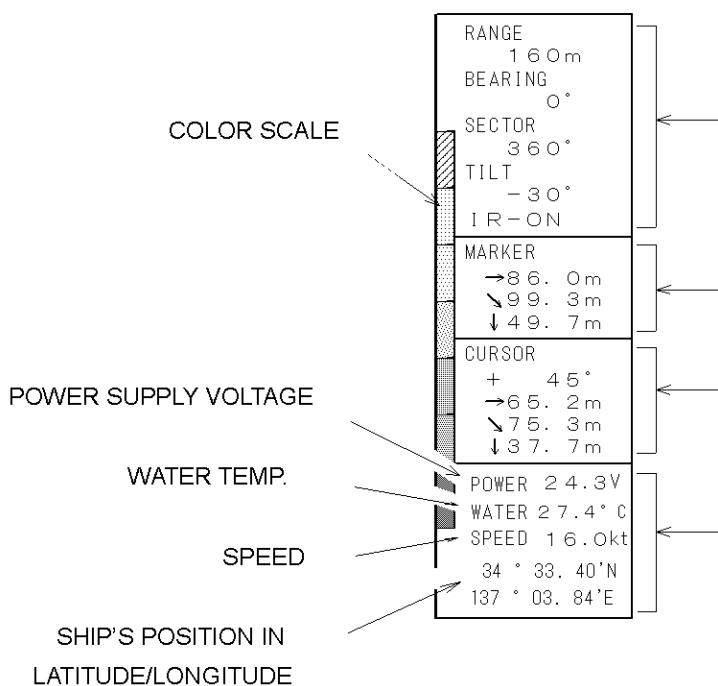 RANGE
160m
BEARING
0°
SECTOR
360°
TILT
-30°
IR-ON
MARKER
→86.0m
↘99.3m
↓49.7m
CURSOR
+ 45°
→65.2m
↘75.3m
↓37.7m
POWER 24.3V
WATER 27.4°C
SPEED 16.0kt
34°33.40'N
137°03.84'E
COLOR SCALE
POWER SUPPLY VOLTAGE
WATER TEMP.
SPEED
SHIP'S POSITION IN
LATITUDE/LONGITUDE